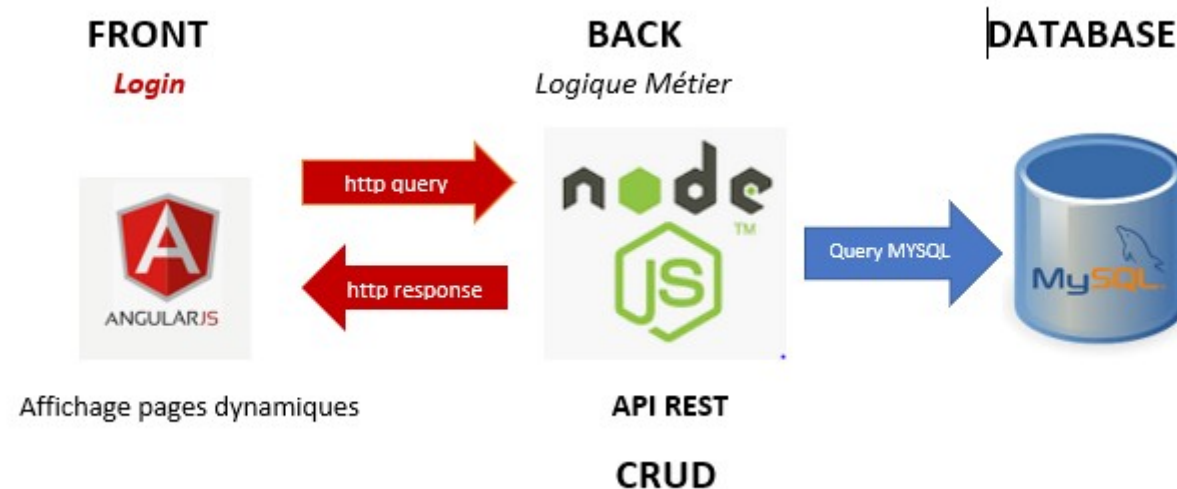 FRONT
BACK
DATABASE
Login
Logique Métier
http query
http response
ANGULARJS
node
TM
JS
Query MYSQL
MySQL
Affichage pages dynamiques
API REST
CRUD